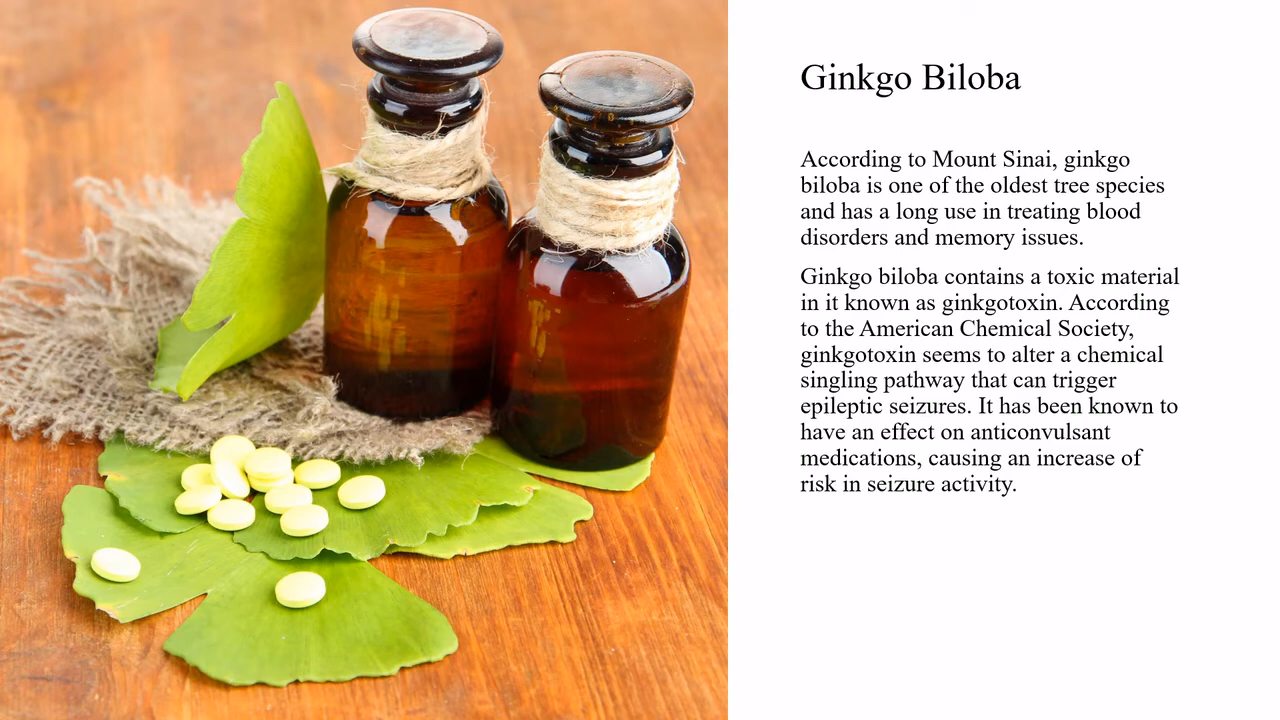 Ginkgo Biloba
According to Mount Sinai, ginkgo
biloba is one of the oldest tree species
and has a long use in treating blood
disorders and memory issues.
Ginkgo biloba contains a toxic material
in it known as ginkgotoxin. According
to the American Chemical Society,
ginkgotoxin seems to alter a chemical
singling pathway that can trigger
epileptic seizures. It has been known to
have an effect on anticonvulsant
medications, causing an increase of
risk in seizure activity.